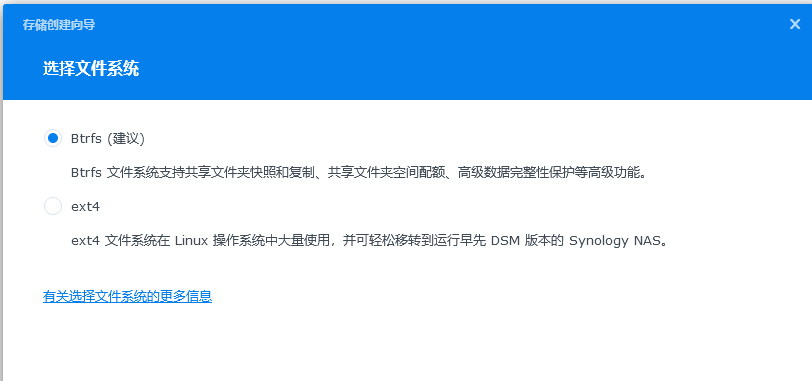 存储创建向导
选择文件系统
Btrfs (建议)
Btrfs 文件系统支持共享文件夹快照和复制、共享文件夹空间配额、高级数据完整性保护等高级功能。
ext4
ext4 文件系统在 Linux 操作系统中大量使用，并可轻松移转到运行早先 DSM 版本的 Synology NAS。
有关选择文件系统的更多信息